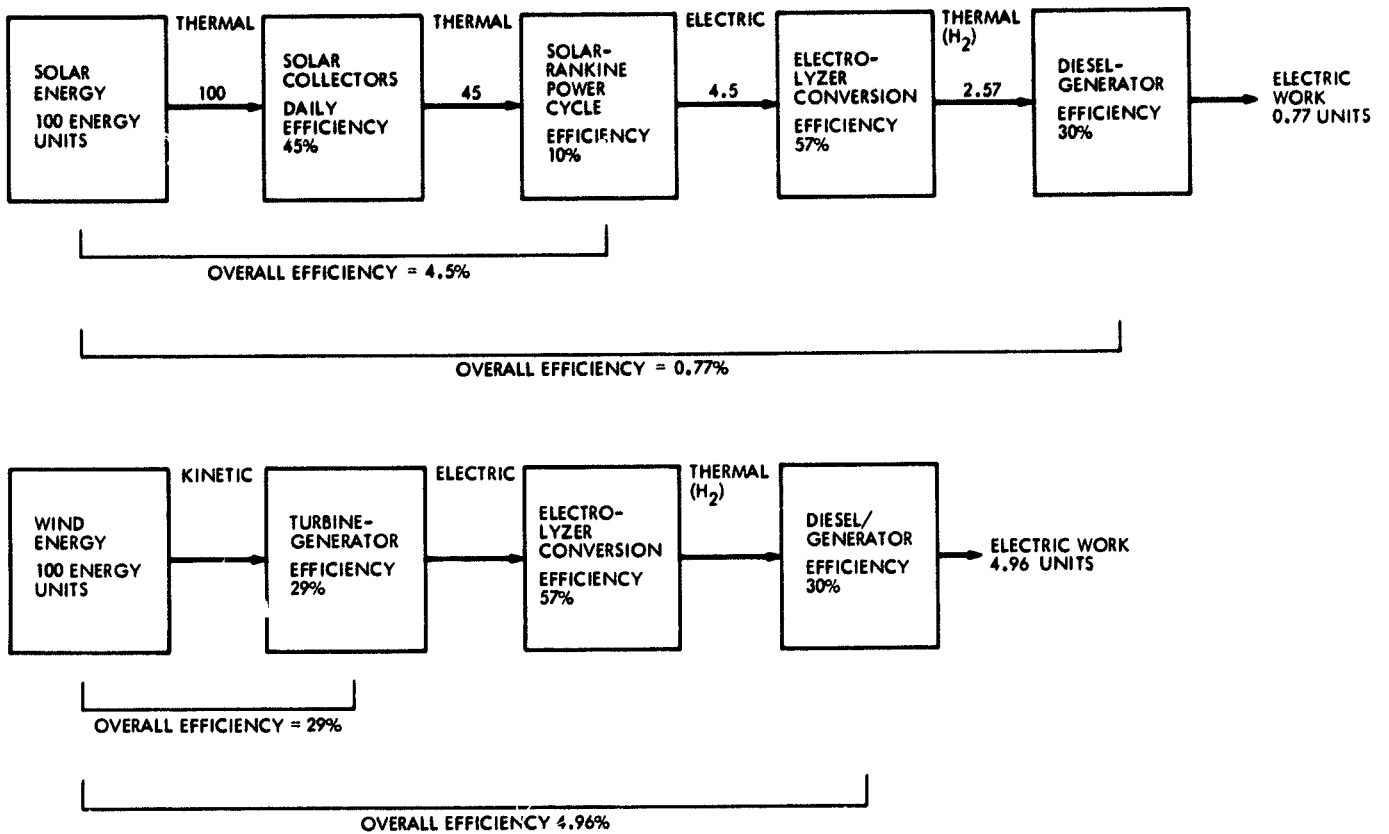 THERMAL
THERMAL
ELECTRIC
THERMAL
(H2)
SOLAR
ENERGY
100 ENERGY
UNITS
100
SOLAR
COLLECTORS
DAILY
EFFICIENCY
45%
45
SOLAR-
RANKINE
POWER
CYCLE
EFFICIENCY
10%
4.5
ELECTRO-
LYZER
CONVERSION
EFFICIENCY
57%
2.57
DIESEL-
GENERATOR
EFFICIENCY
30%
ELECTRIC
WORK
0.77 UNITS
OVERALL EFFICIENCY = 4.5%
OVERALL EFFICIENCY = 0.77%
KINETIC
ELECTRIC
THERMAL
(H2)
WIND
ENERGY
100 ENERGY
UNITS
TURBINE-
GENERATOR
EFFICIENCY
29%
ELECTRO-
LYZER
CONVERSION
EFFICIENCY
57%
DIESEL/
GENERATOR
EFFICIENCY
30%
ELECTRIC WORK
4.96 UNITS
OVERALL EFFICIENCY = 29%
OVERALL EFFICIENCY 4.96%